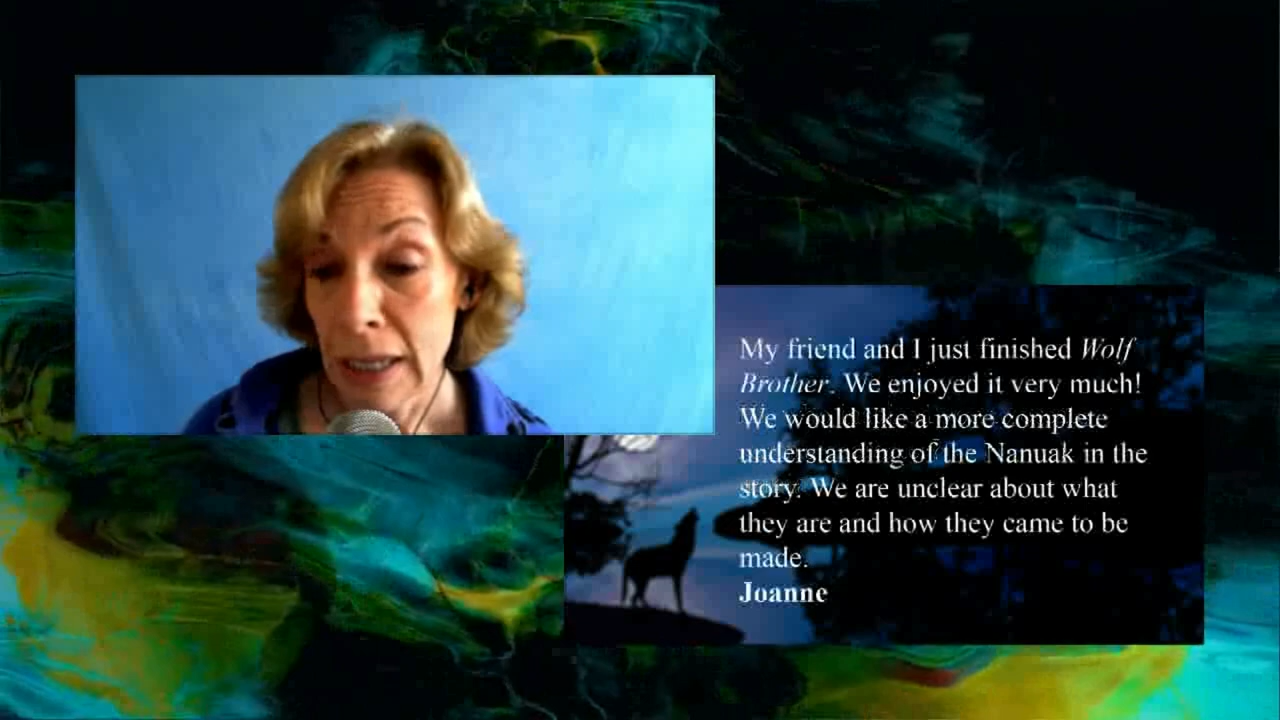 My friend and I just finished Wolf
Brother. We enjoyed it very much!
We would like a more complete
understanding of the Nanuak in the
story. We are unclear about what
they are and how they came to be
made.
Joanne